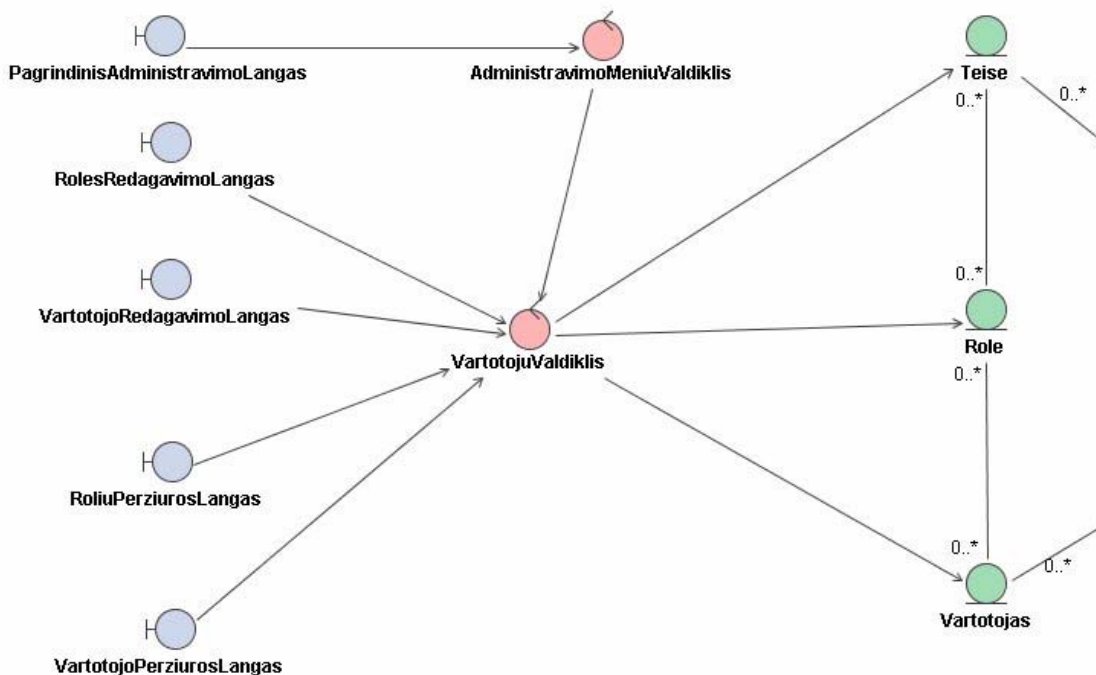 PagrindinisAdministravimoLangas
AdministravimoMeniuValdiklis
Teise
0..*
0..*
RolesRedagavimoLangas
0..*
VartotojoRedagavimoLangas
VartotojuValdiklis
Role
0..*
RoliuPerziurosLangas
0..*
0..*
Vartotojas
VartotojoPerziurosLangas